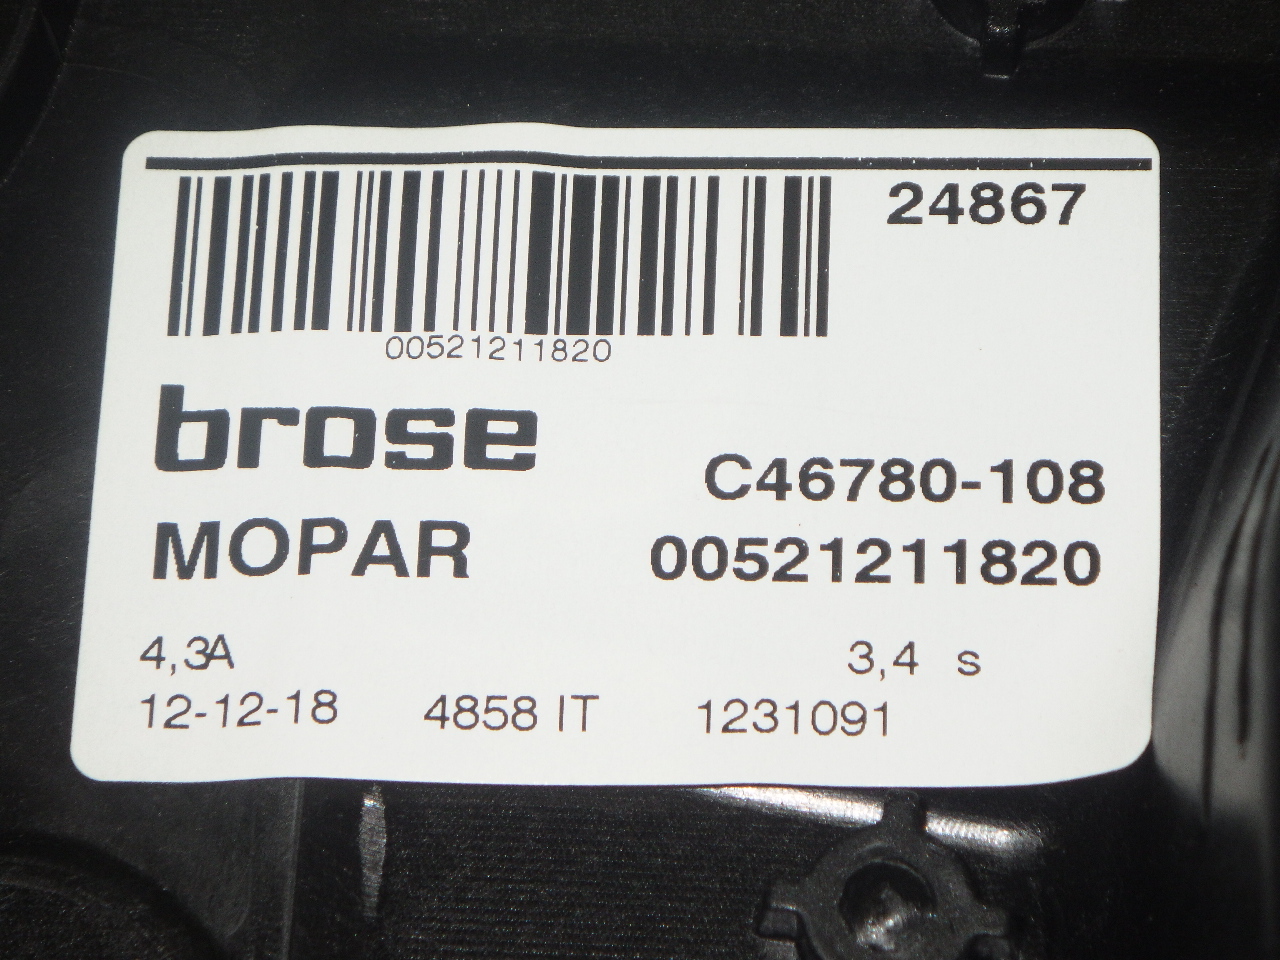 24867
00521211820
brose
C46780-108
MOPAR 00521211820
4,3A 3,4 s
12-12-18 4858 IT 1231091